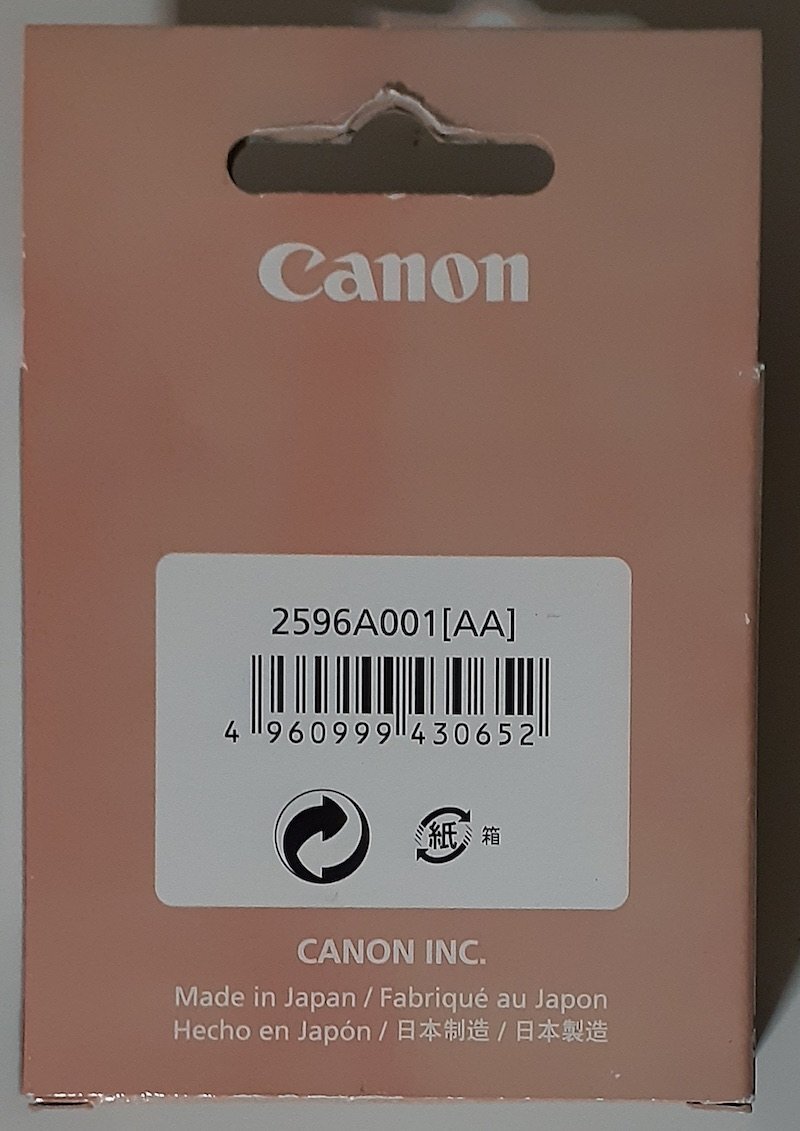 Canon
2596A001[AA]
4 960999 430652
紙 箱
CANON INC.
Made in Japan / Fabriqué au Japon
Hecho en Japón / 日本制造 / 日本製造